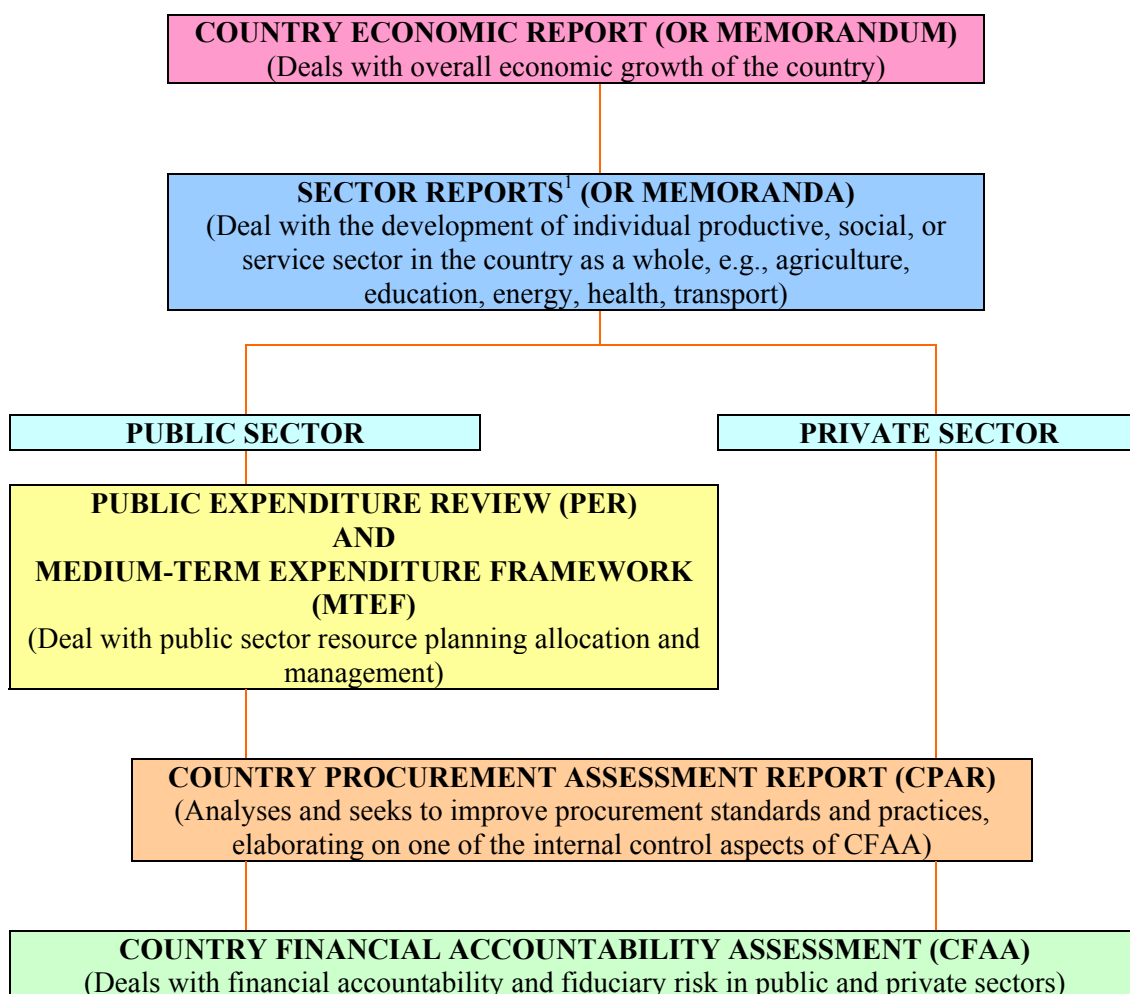 COUNTRY ECONOMIC REPORT (OR MEMORANDUM)
(Deals with overall economic growth of the country)
SECTOR REPORTS¹ (OR MEMORANDA)
(Deal with the development of individual productive, social, or
service sector in the country as a whole, e.g., agriculture,
education, energy, health, transport)
PUBLIC SECTOR
PRIVATE SECTOR
PUBLIC EXPENDITURE REVIEW (PER)
AND
MEDIUM-TERM EXPENDITURE FRAMEWORK
(MTEF)
(Deal with public sector resource planning allocation and
management)
COUNTRY PROCUREMENT ASSESSMENT REPORT (CPAR)
(Analyses and seeks to improve procurement standards and practices,
elaborating on one of the internal control aspects of CFAA)
COUNTRY FINANCIAL ACCOUNTABILITY ASSESSMENT (CFAA)
(Deals with financial accountability and fiduciary risk in public and private sectors)